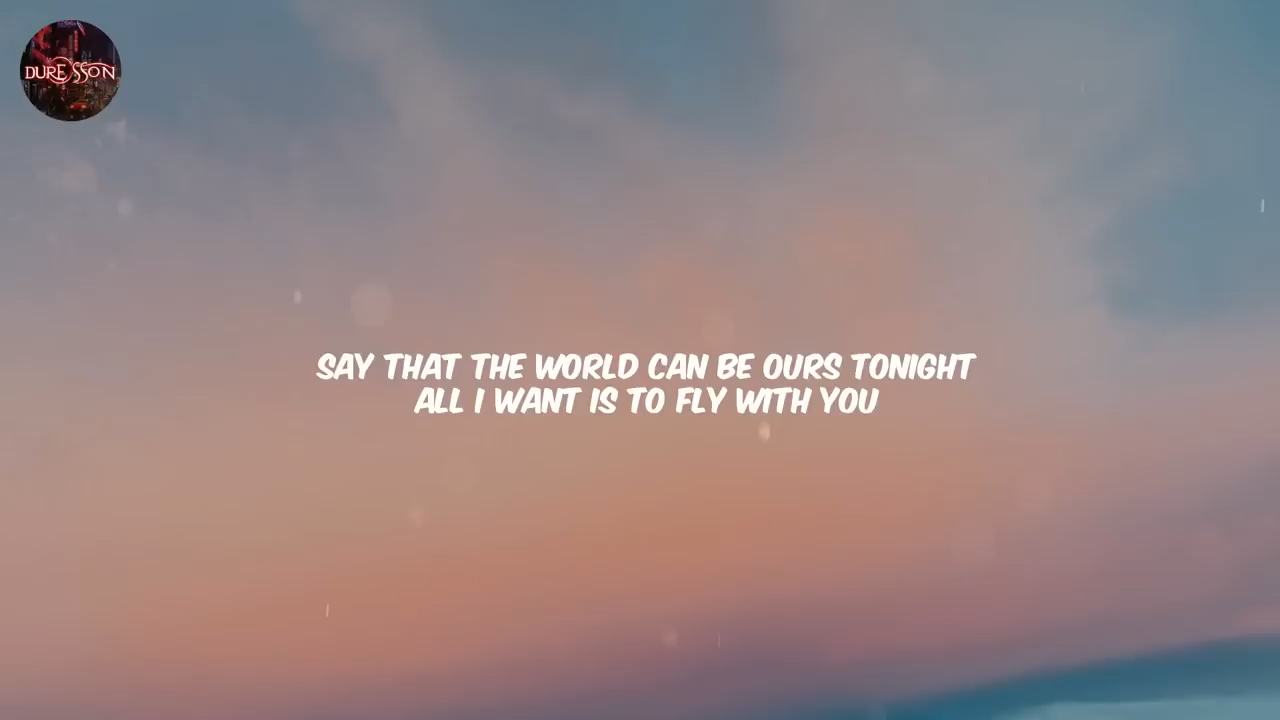 DURESSON
SAY THAT THE WORLD CAN BE OURS TONIGHT
ALL I WANT IS TO FLY WITH YOU